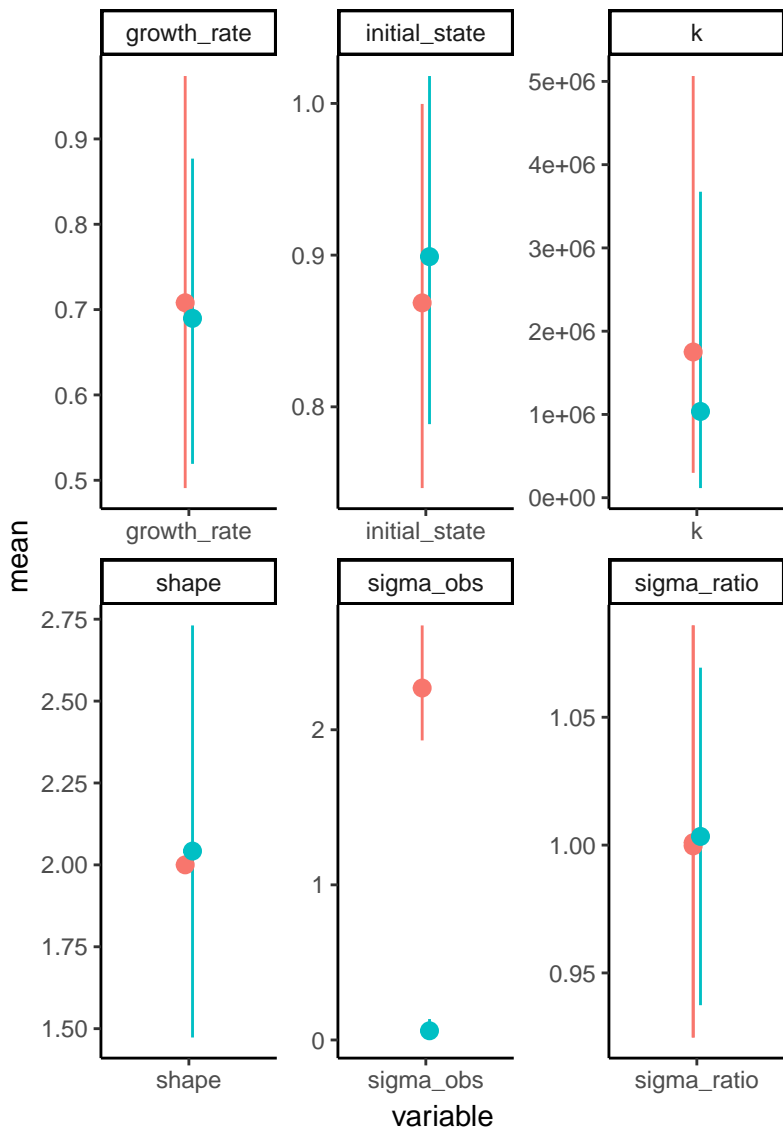 growth_rate
initial_state
k
0.9
0.8
0.7
0.6
0.5
1.0
0.9
0.8
5e+06
4e+06
3e+06
2e+06
1e+06
0e+00
growth_rate
initial_state
k
mean
shape
sigma_obs
sigma_ratio
2.75
2.50
2.25
2.00
1.75
1.50
2
1
0
1.05
1.00
0.95
shape
sigma_obs
sigma_ratio
variable